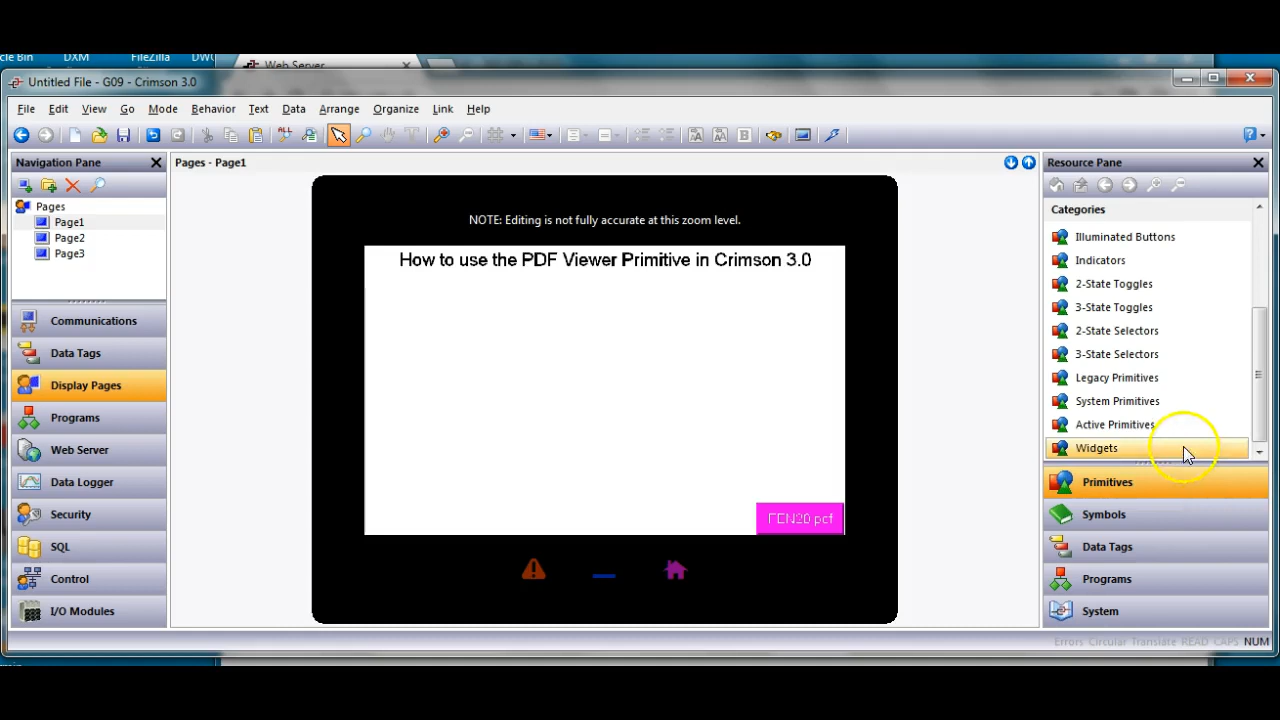 cle Bin DXM FileZilla DW
Web Server
Untitled File - G09 - Crimson 3.0
File Edit View Go Mode Behavior Text Data Arrange Organize Link Help
Navigation Pane
Pages - Page1
Resource Pane
Pages
Page1
Page2
Page3
Communications
Data Tags
Display Pages
Programs
Web Server
Data Logger
Security
SQL
Control
I/O Modules
NOTE: Editing is not fully accurate at this zoom level.
How to use the PDF Viewer Primitive in Crimson 3.0
Categories
Illuminated Buttons
Indicators
2-State Toggles
3-State Toggles
2-State Selectors
3-State Selectors
Legacy Primitives
System Primitives
Active Primitives
Widgets
Primitives
Symbols
Data Tags
Programs
System
Errors Circular Translate READ CAPS NUM